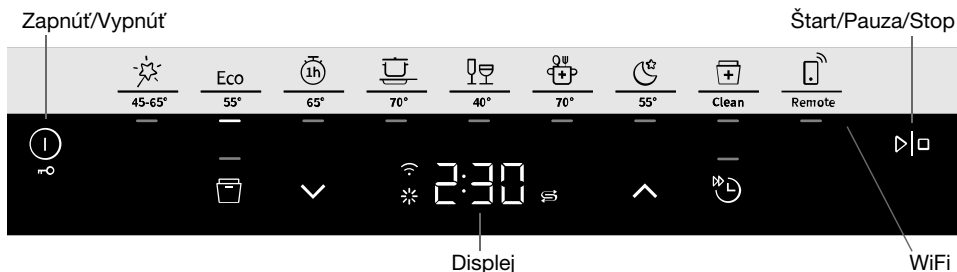 Zapnúť/Vypnúť Štart/Pauza/Stop
Eco 1h
45-65° 55° 65° 70° 40° 70° 55° Clean Remote
2:30
Displej WiFi